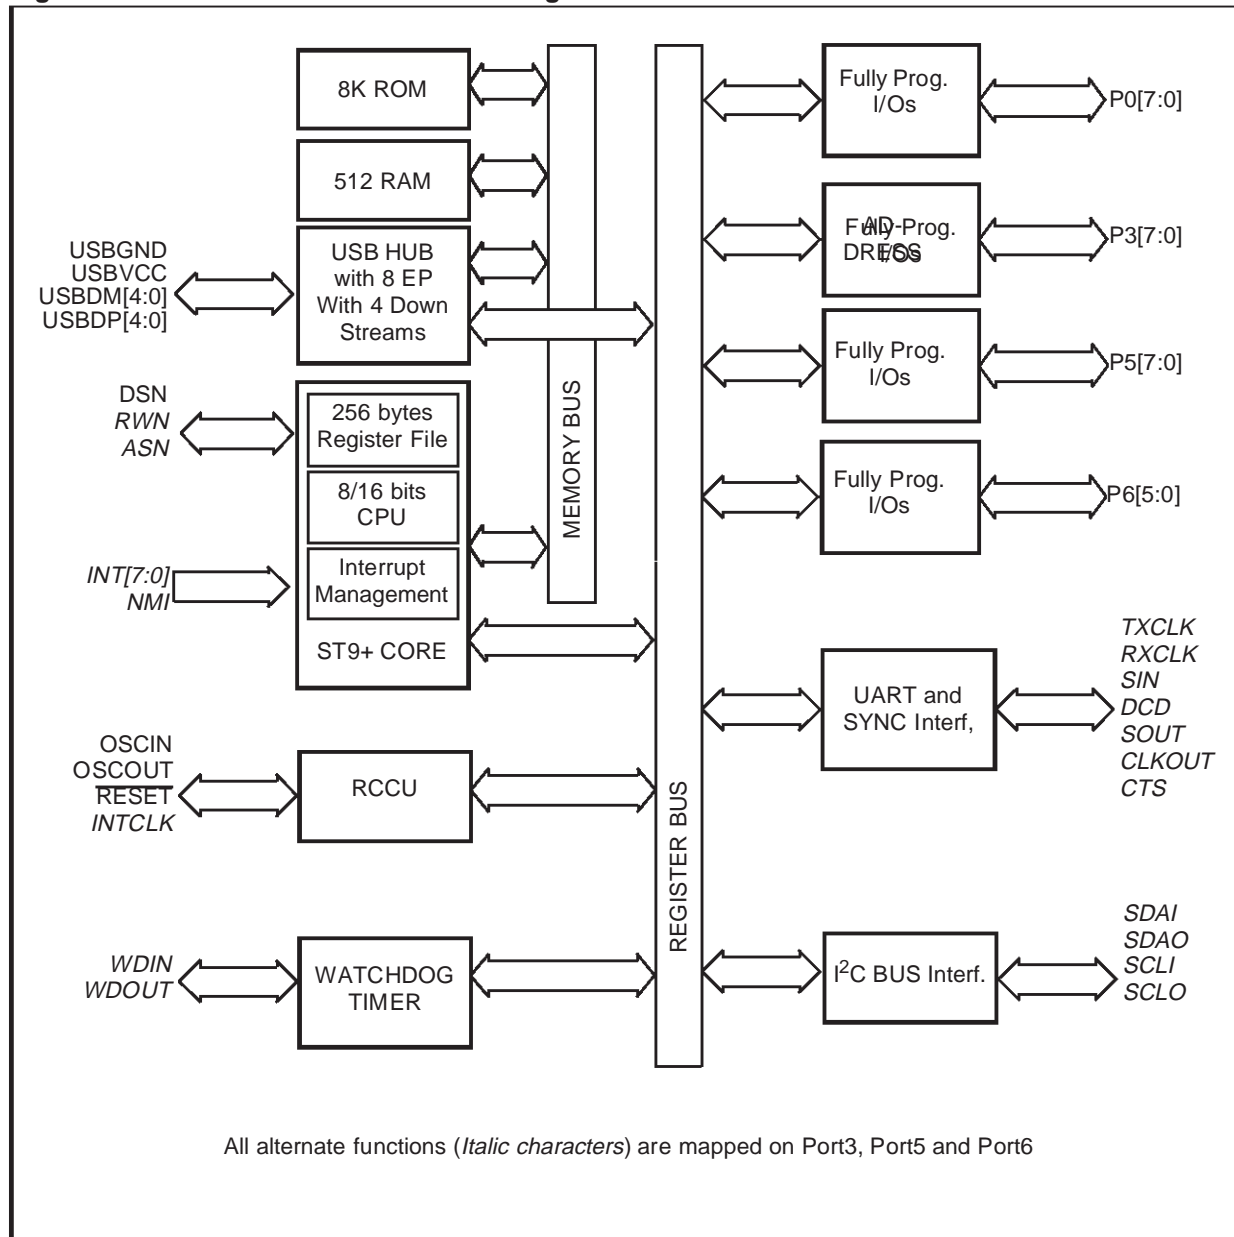 8K ROM
512 RAM
USB HUB
with 8 EP
With 4 Down
Streams
USBGND
USBVCC
USBDM[4:0]
USBDP[4:0]
DSN
RWN
ASN
256 bytes
Register File
8/16 bits
CPU
Interrupt
Management
ST9+ CORE
INT[7:0]
NMI
OSCIN
OSCOUT
RESET
INTCLK
RCCU
WDIN
WDOUT
WATCHDOG
TIMER
MEMORY BUS
REGISTER BUS
Fully Prog.
I/Os
P0[7:0]
Fully Prog.
I/Os
AD-
DRESS
P3[7:0]
Fully Prog.
I/Os
P5[7:0]
Fully Prog.
I/Os
P6[5:0]
UART and
SYNC Interf,
TXCLK
RXCLK
SIN
DCD
SOUT
CLKOUT
CTS
I²C BUS Interf.
SDAI
SDAO
SCLI
SCLO
All alternate functions (Italic characters) are mapped on Port3, Port5 and Port6